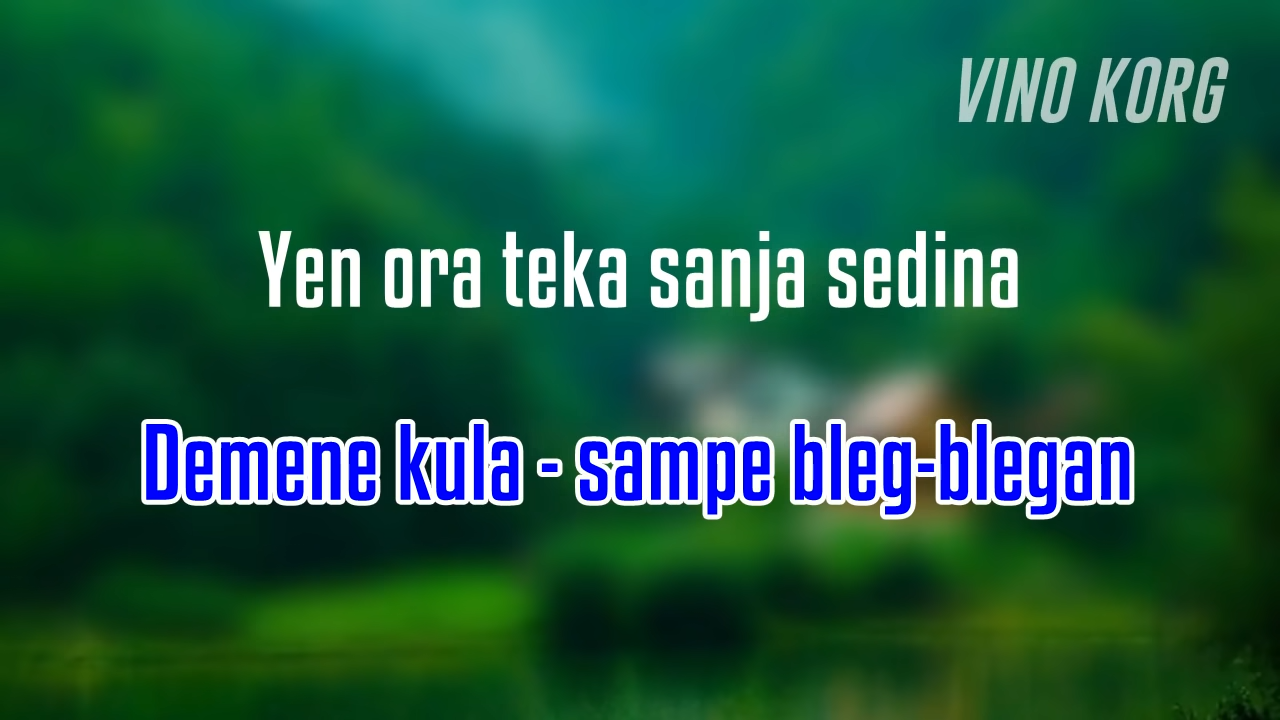 VINO KORG
Yen ora teka sanja sedina
Demene kula - sampe bleg-blegan